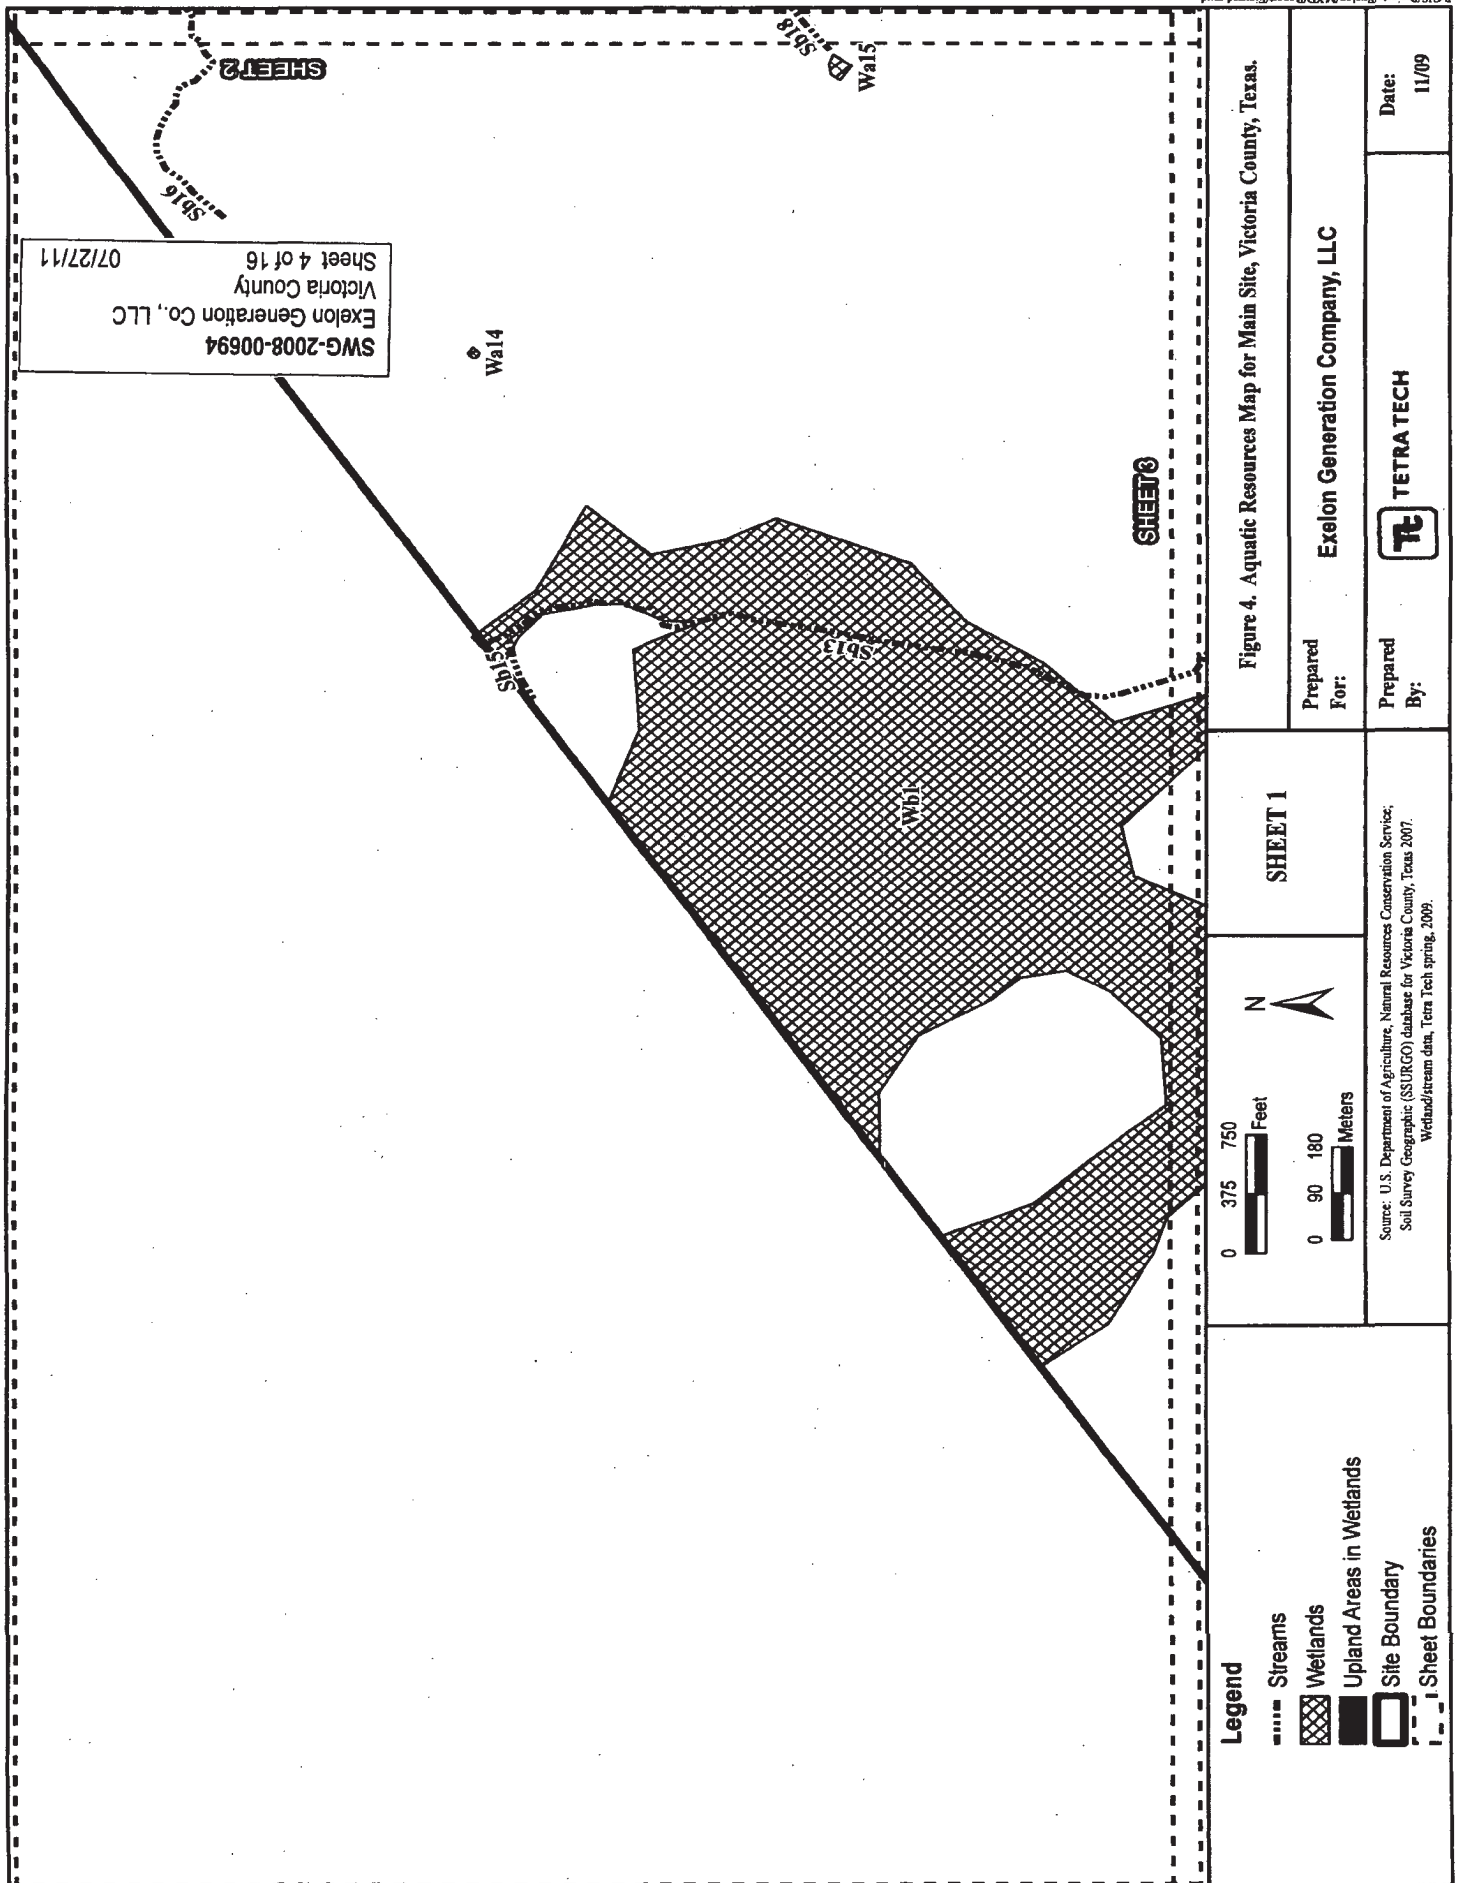 SHEET 2
Sb16
Sb18
Wa15
SWG-2008-00694
Exelon Generation Co., LLC
Victoria County
Sheet 4 of 16 07/27/11
Wa14
Sb15
Sb13
Wb1
SHEET 3
Legend
Streams
Wetlands
Upland Areas in Wetlands
Site Boundary
Sheet Boundaries
0 375 750
Feet
0 90 180
Meters
N
SHEET 1
Source: U.S. Department of Agriculture, Natural Resources Conservation Service;
Soil Survey Geographic (SSURGO) database for Victoria County, Texas 2007.
Wetland/stream data, Tetra Tech spring, 2009.
Figure 4. Aquatic Resources Map for Main Site, Victoria County, Texas.
Prepared
For:
Exelon Generation Company, LLC
Prepared
By:
Tt TETRA TECH
Date:
11/09